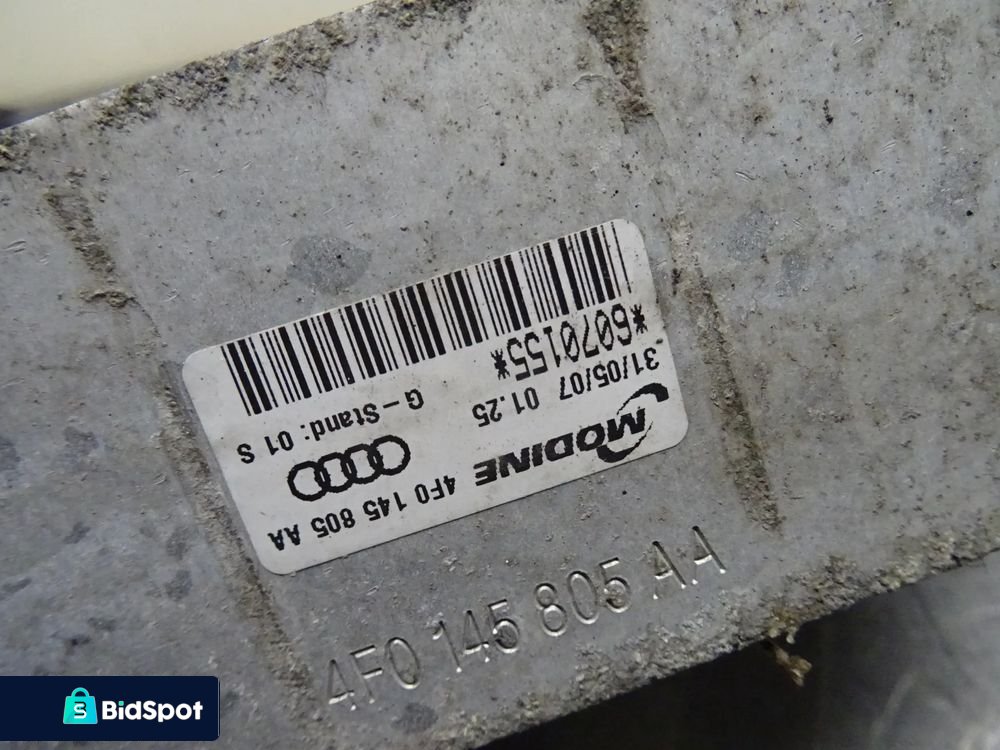 MODINE 4F0 145 805 AA
31/05/07 01.25
G-Stand: 01 S
*6070155*
4F0 145 805 AA
BidSpot